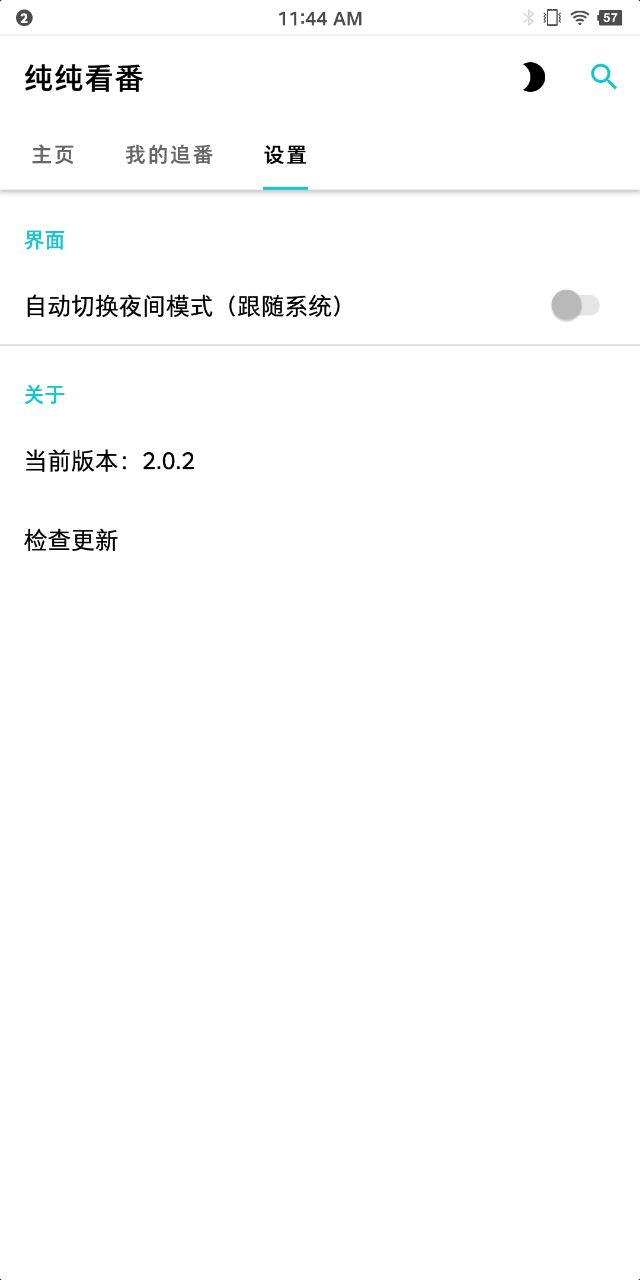 2
11:44 AM
57
纯纯看番
主页
我的追番
设置
界面
自动切换夜间模式（跟随系统）
关于
当前版本：2.0.2
检查更新